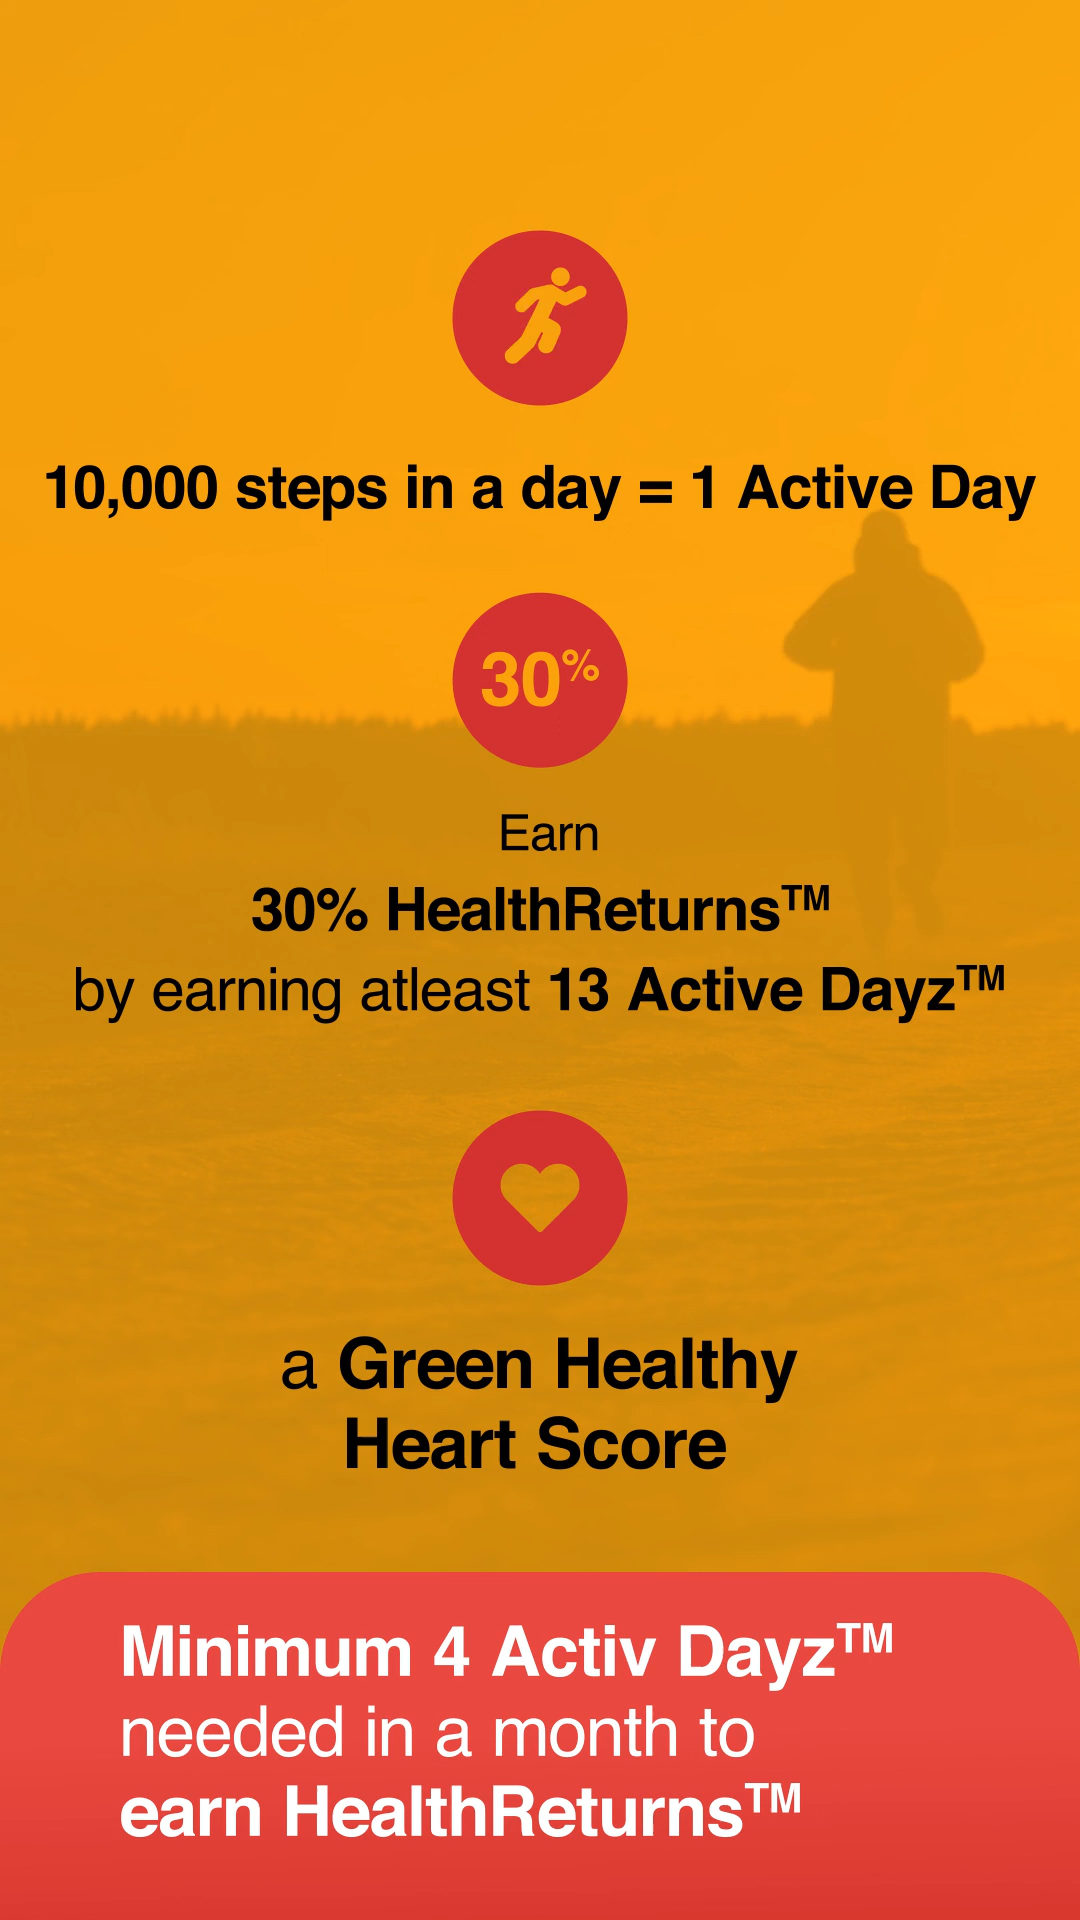 10,000 steps in a day = 1 Active Day
30%
Earn
30% HealthReturns™
by earning atleast 13 Active Dayz™
a Green Healthy
Heart Score
Minimum 4 Activ Dayz™
needed in a month to
earn HealthReturns™